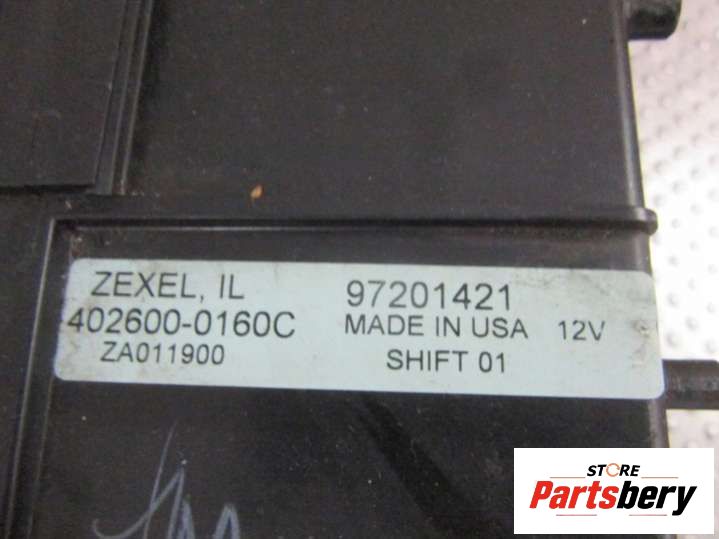 ZEXEL, IL 97201421
402600-0160C MADE IN USA 12V
ZA011900 SHIFT 01
STORE
Partsbery